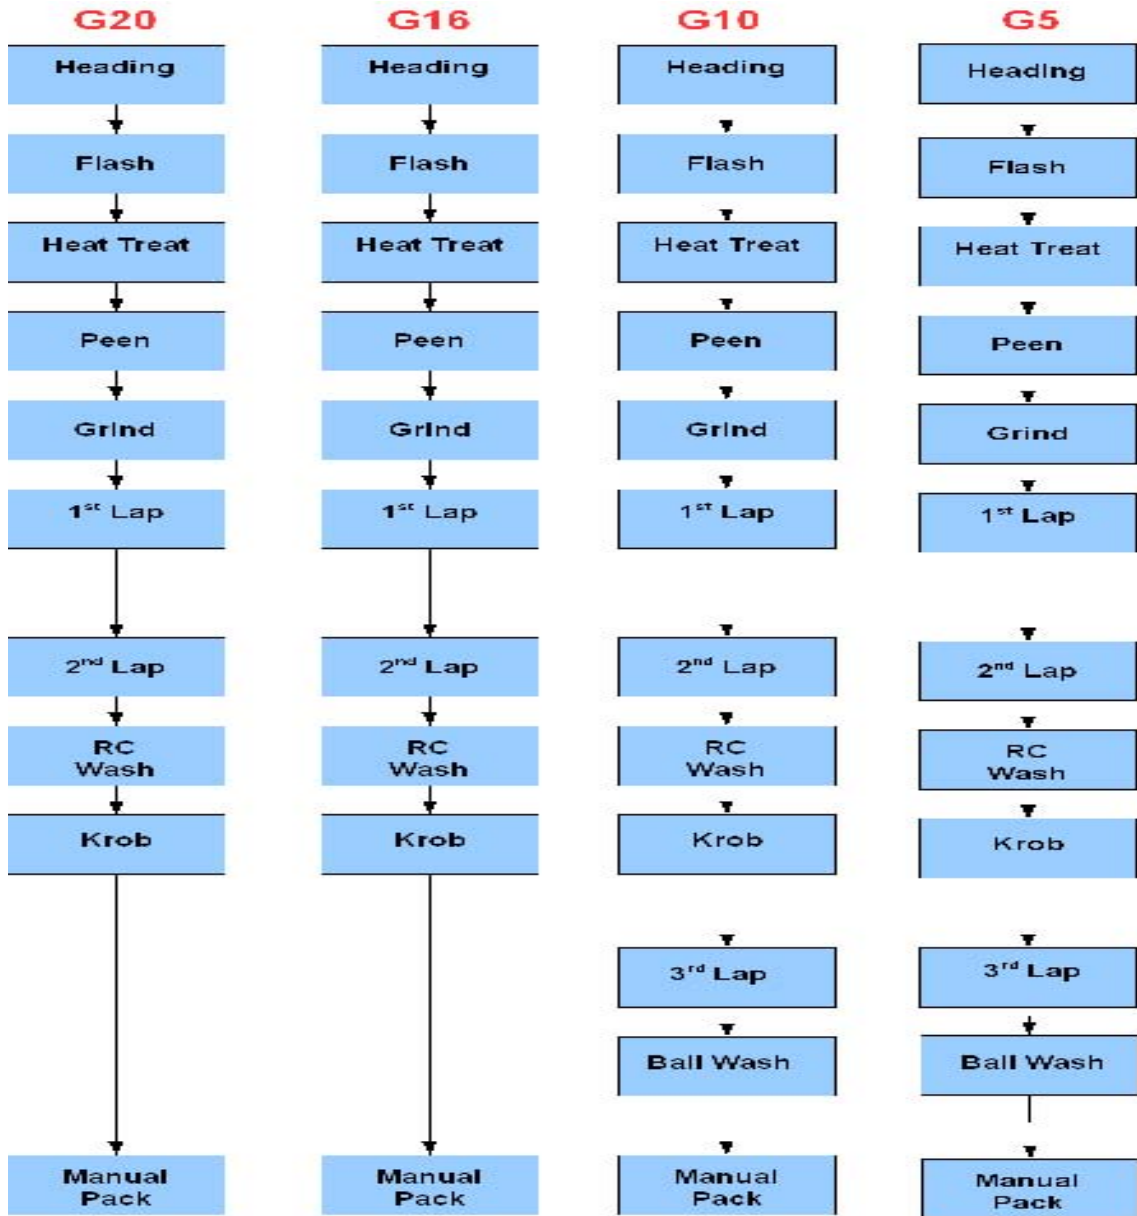 G20
Heading
Flash
Heat Treat
Peen
Grind
1st Lap
2nd Lap
RC
Wash
Krob
Manual
Pack
G16
Heading
Flash
Heat Treat
Peen
Grind
1st Lap
2nd Lap
RC
Wash
Krob
Manual
Pack
G10
Heading
Flash
Heat Treat
Peen
Grind
1st Lap
2nd Lap
RC
Wash
Krob
3rd Lap
Ball Wash
Manual
Pack
G5
Heading
Flash
Heat Treat
Peen
Grind
1st Lap
2nd Lap
RC
Wash
Krob
3rd Lap
Ball Wash
Manual
Pack